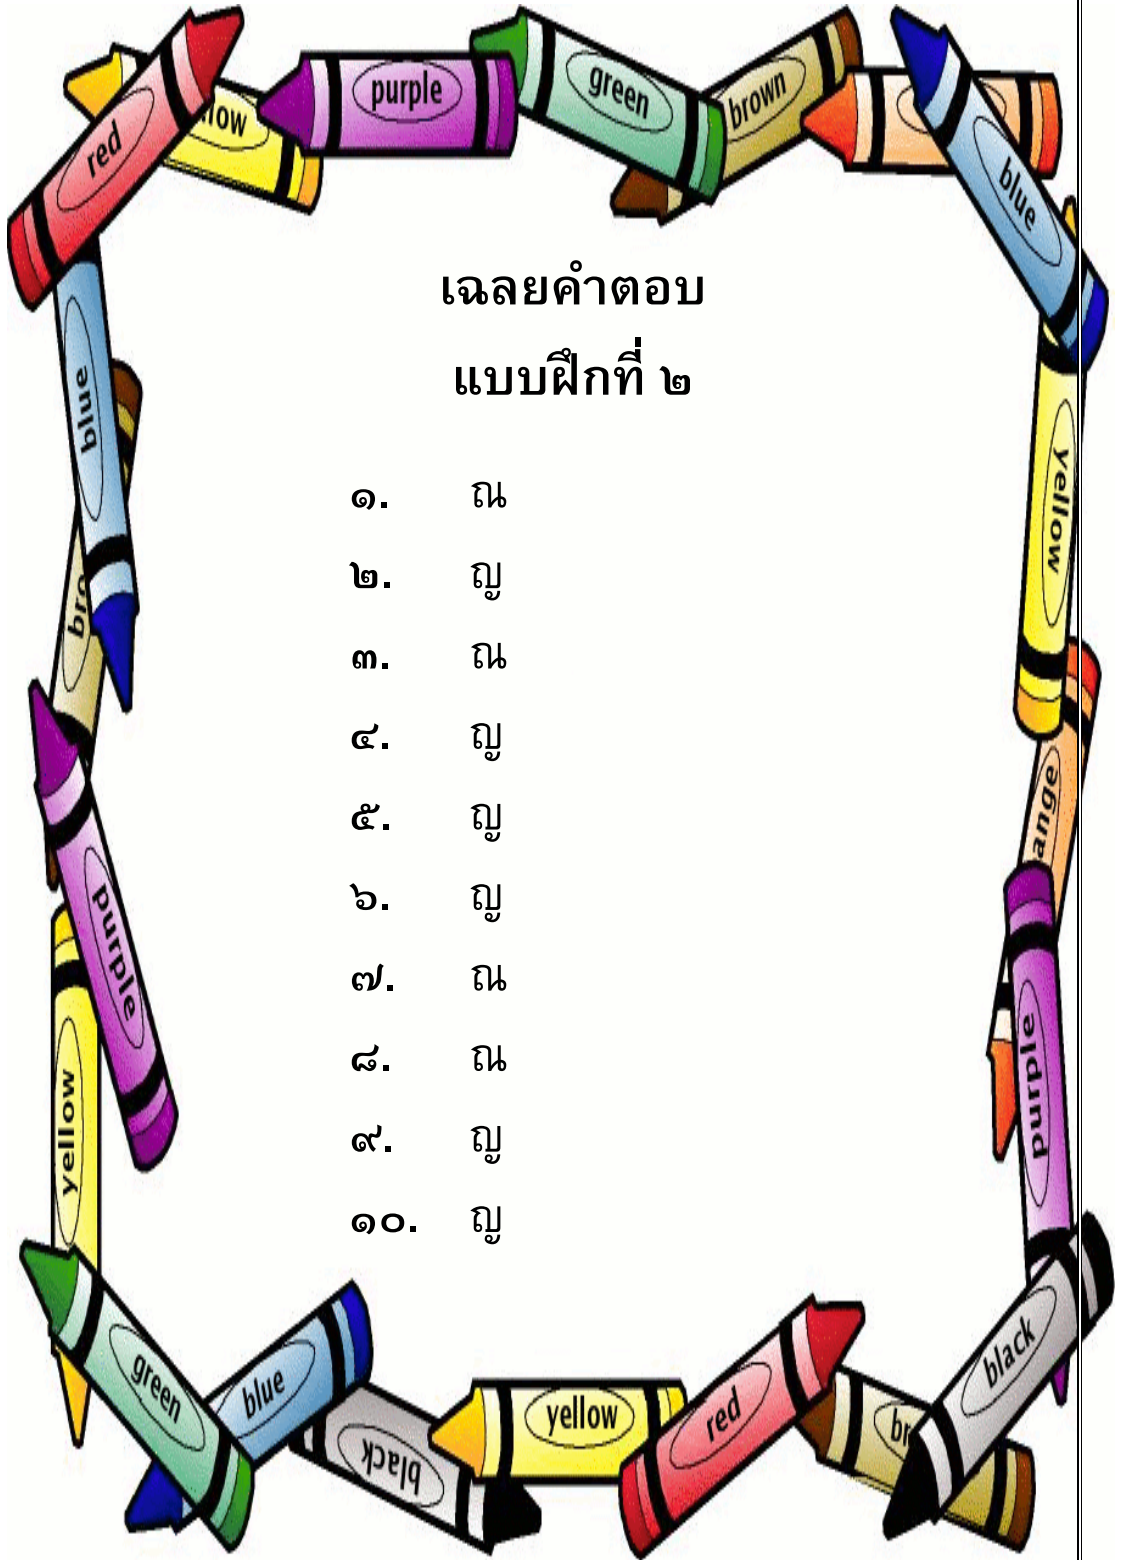 เฉลยคำตอบ
แบบฝึกที่ ๒
๑. ณ
๒. ญ
๓. ณ
๔. ญ
๕. ญ
๖. ญ
๗. ณ
๘. ณ
๙. ญ
๑๐. ญ
red
low
purple
green
brown
blue
blue
bro
yellow
ange
purple
purple
yellow
green
blue
black
yellow
red
br
black